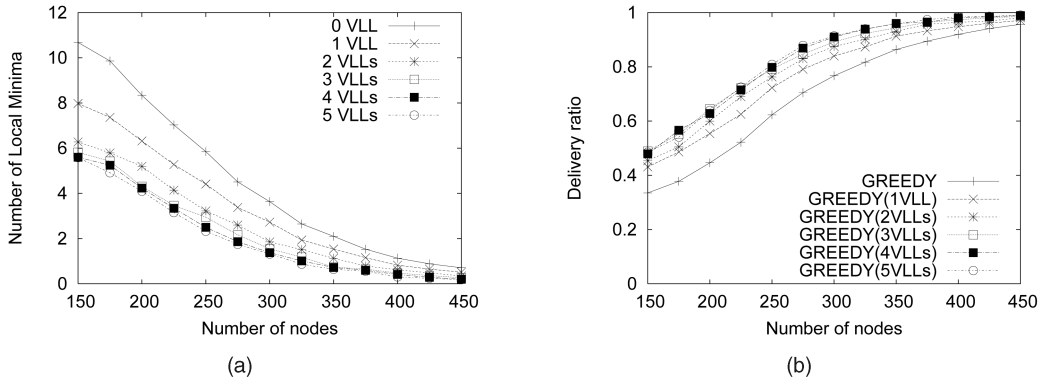 Number of Local Minima
12
10
8
6
4
2
0
0 VLL
1 VLL
2 VLLs
3 VLLs
4 VLLs
5 VLLs
150 200 250 300 350 400 450
Number of nodes
(a)
Delivery ratio
1
0.8
0.6
0.4
0.2
0
GREEDY
GREEDY(1VLL)
GREEDY(2VLLs)
GREEDY(3VLLs)
GREEDY(4VLLs)
GREEDY(5VLLs)
150 200 250 300 350 400 450
Number of nodes
(b)